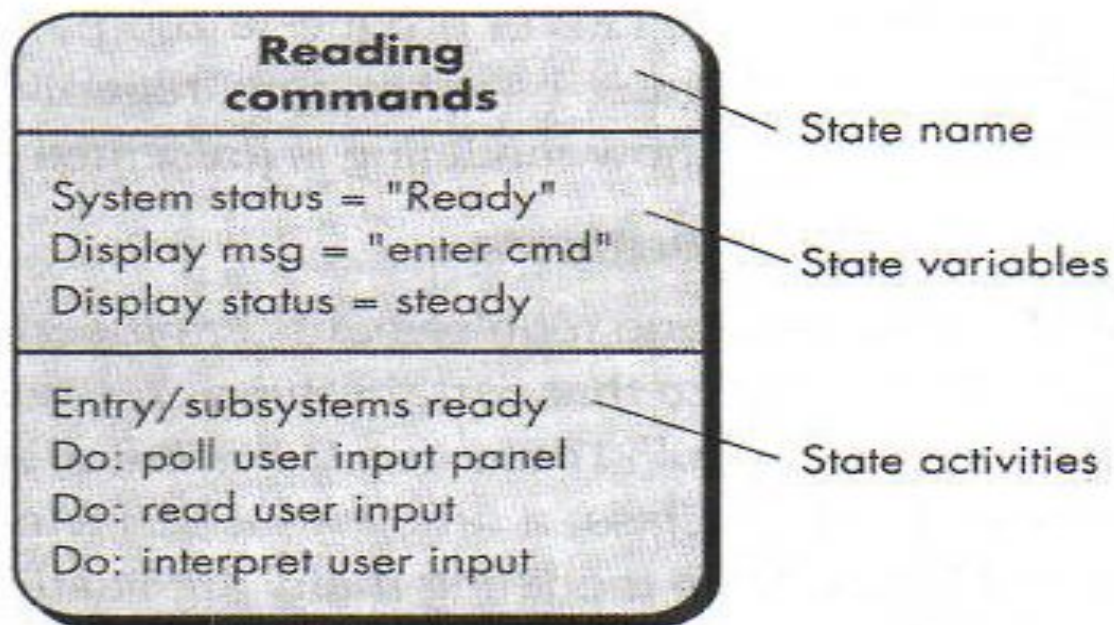 Reading
commands
State name
System status = "Ready"
Display msg = "enter cmd"
Display status = steady
State variables
Entry/subsystems ready
Do: poll user input panel
Do: read user input
Do: interpret user input
State activities